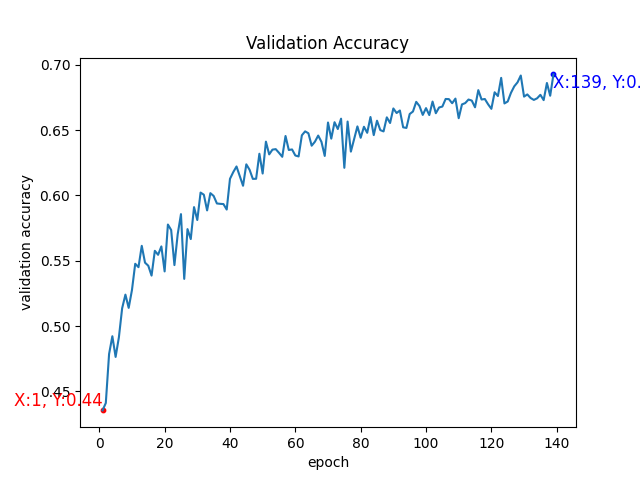 Validation Accuracy
validation accuracy
0.70
0.65
0.60
0.55
0.50
0.45
X:139, Y:0.
X:1, Y:0.44
0 20 40 60 80 100 120 140
epoch